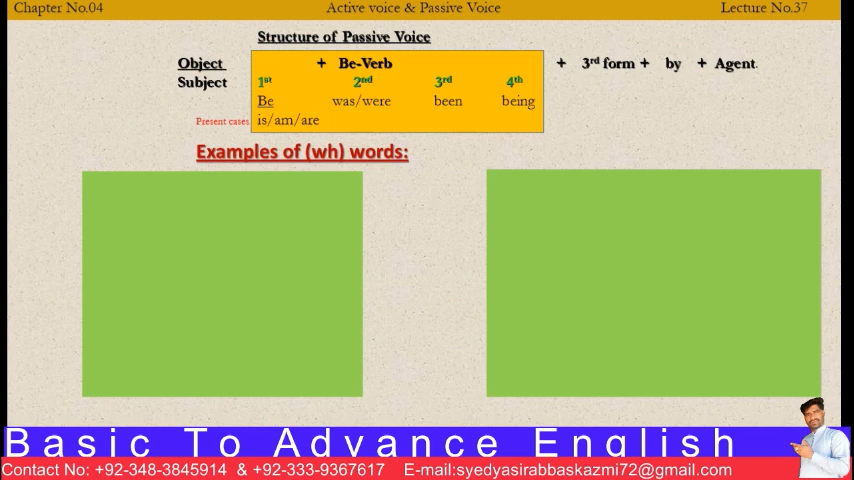 Chapter No.04 Active voice & Passive Voice Lecture No.37
Structure of Passive Voice
Object + Be-Verb + 3rd form + by + Agent.
Subject 1st 2nd 3rd 4th
Be was/were been being
Present cases. is/am/are
Examples of (wh) words:
Basic To Advance English
Contact No: +92-348-3845914 & +92-333-9367617 E-mail:syedyasirabbaskazmi72@gmail.com